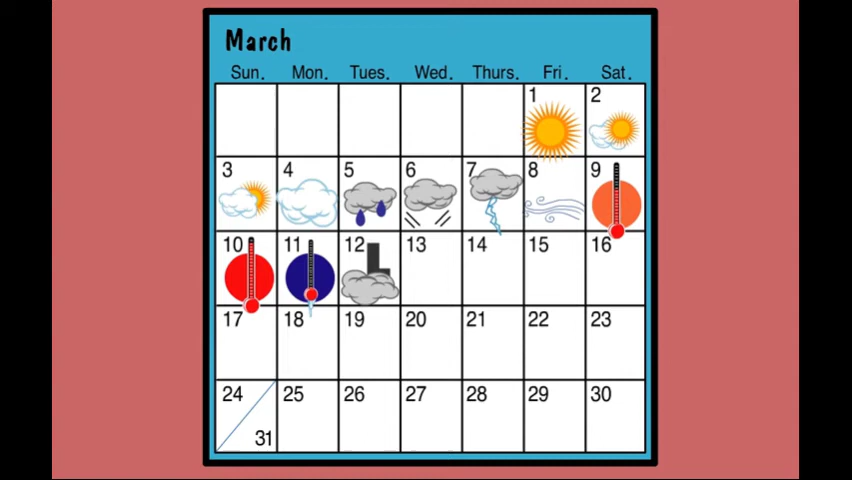 March
Sun. Mon. Tues. Wed. Thurs. Fri. Sat.
1 2
3 4 5 6 7 8 9
10 11 12 13 14 15 16
17 18 19 20 21 22 23
24 25 26 27 28 29 30
31